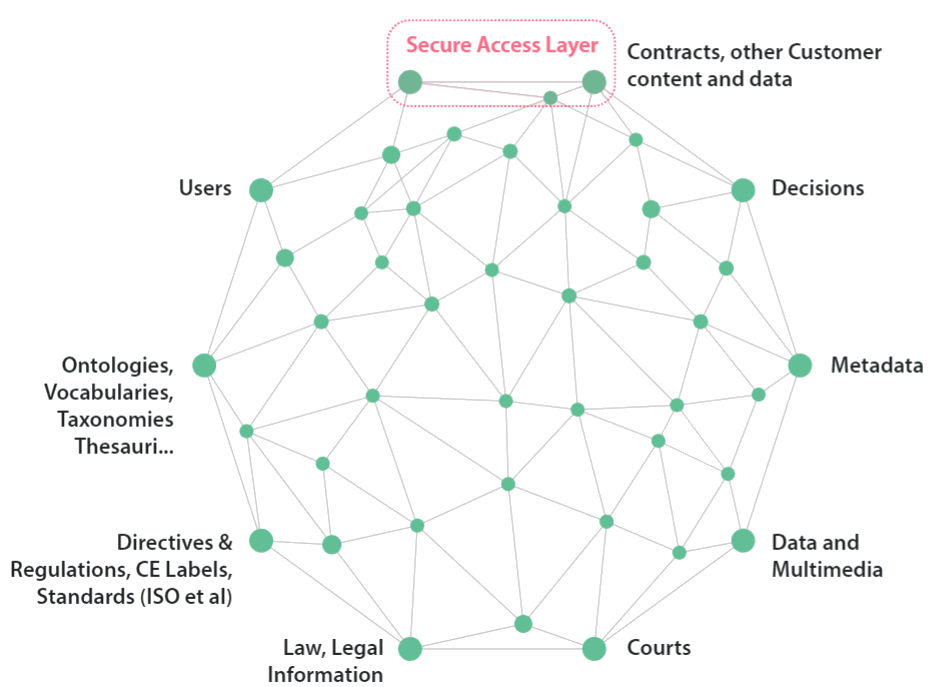 Secure Access Layer
Contracts, other Customer
content and data
Users
Decisions
Ontologies,
Vocabularies,
Taxonomies
Thesauri...
Metadata
Directives &
Regulations, CE Labels,
Standards (ISO et al)
Data and
Multimedia
Law, Legal
Information
Courts